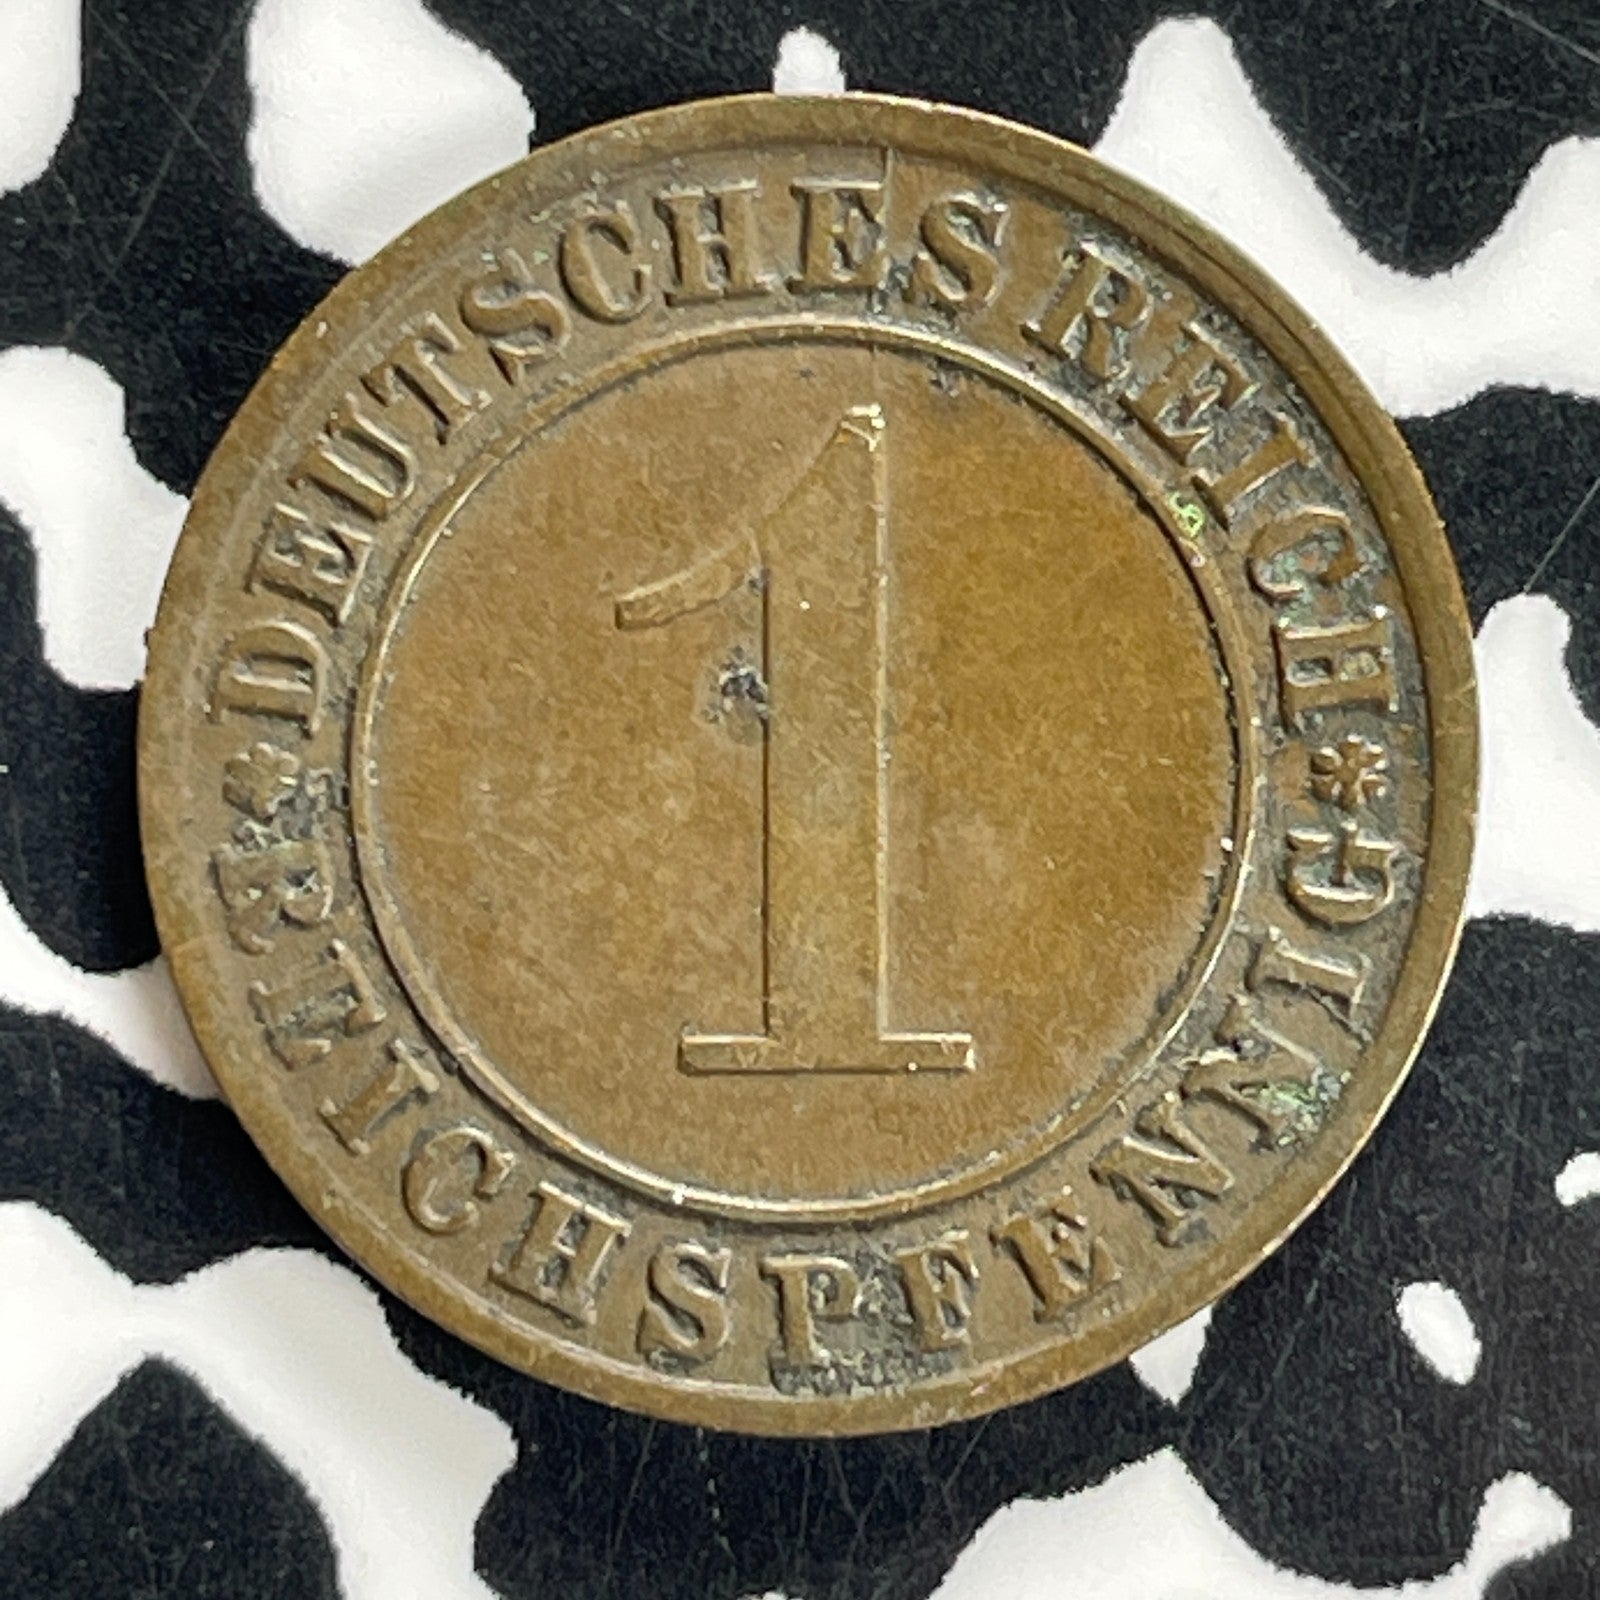 DEUTSCHES REICH
1
REICHSPFENNIG